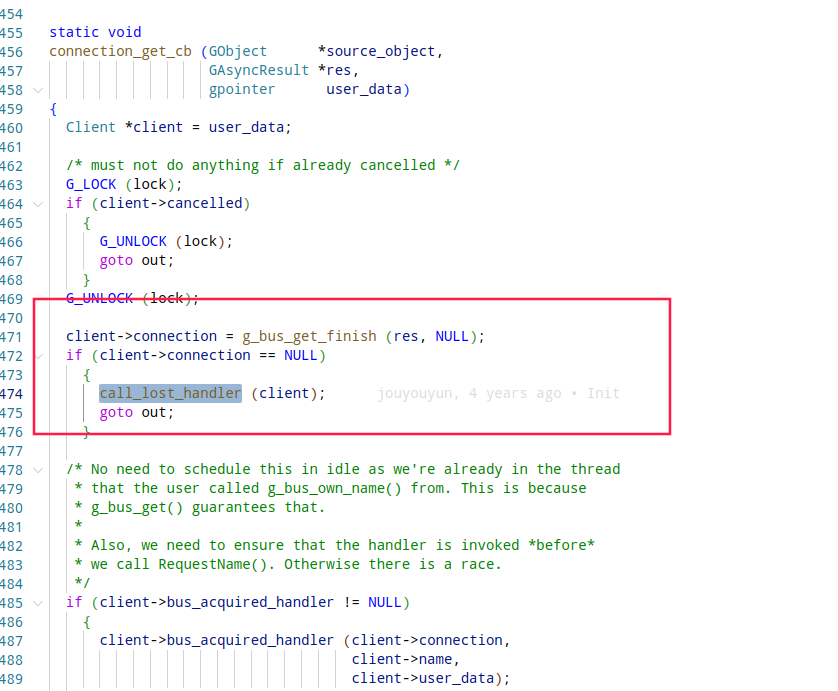 454
455 static void
456 connection_get_cb (GObject *source_object,
457 GAsyncResult *res,
458 gpointer user_data)
459 {
460 Client *client = user_data;
461
462 /* must not do anything if already cancelled */
463 G_LOCK (lock);
464 if (client->cancelled)
465 {
466 G_UNLOCK (lock);
467 goto out;
468 }
469 G_UNLOCK (lock);
470
471 client->connection = g_bus_get_finish (res, NULL);
472 if (client->connection == NULL)
473 {
474 call_lost_handler (client); jouyouyun, 4 years ago • Init
475 goto out;
476 }
477
478 /* No need to schedule this in idle as we're already in the thread
479 * that the user called g_bus_own_name() from. This is because
480 * g_bus_get() guarantees that.
481 *
482 * Also, we need to ensure that the handler is invoked *before*
483 * we call RequestName(). Otherwise there is a race.
484 */
485 if (client->bus_acquired_handler != NULL)
486 {
487 client->bus_acquired_handler (client->connection,
488 client->name,
489 client->user_data);